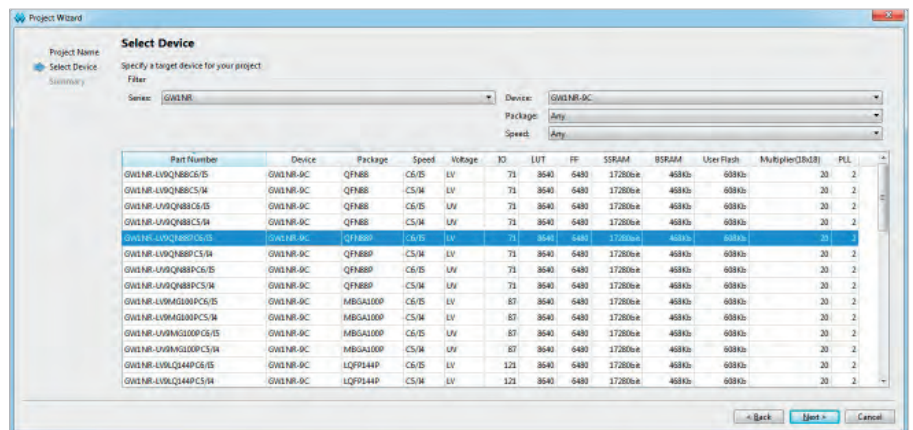 Project Wizard
Select Device
Project Name
Select Device
Summary
Specify a target device for your project
Filter
Series: GW1NR Device: GW1NR-9C
Package: Any
Speed: Any
Part Number Device Package Speed Voltage IO LUT FF SSRAM BSRAM User Flash Multiplier(18x18) PLL
GW1NR-LV9QN88C6/I5 GW1NR-9C QFN88 C6/I5 LV 71 8640 6480 17280bit 468Kb 608Kb 20 2
GW1NR-LV9QN88C5/I4 GW1NR-9C QFN88 C5/I4 LV 71 8640 6480 17280bit 468Kb 608Kb 20 2
GW1NR-UV9QN88C6/I5 GW1NR-9C QFN88 C6/I5 UV 71 8640 6480 17280bit 468Kb 608Kb 20 2
GW1NR-UV9QN88C5/I4 GW1NR-9C QFN88 C5/I4 UV 71 8640 6480 17280bit 468Kb 608Kb 20 2
GW1NR-LV9QN88PC6/I5 GW1NR-9C QFN88P C6/I5 LV 71 8640 6480 17280bit 468Kb 608Kb 20 2
GW1NR-LV9QN88PC5/I4 GW1NR-9C QFN88P C5/I4 LV 71 8640 6480 17280bit 468Kb 608Kb 20 2
GW1NR-UV9QN88PC6/I5 GW1NR-9C QFN88P C6/I5 UV 71 8640 6480 17280bit 468Kb 608Kb 20 2
GW1NR-UV9QN88PC5/I4 GW1NR-9C QFN88P C5/I4 UV 71 8640 6480 17280bit 468Kb 608Kb 20 2
GW1NR-LV9MG100PC6/I5 GW1NR-9C MBGA100P C6/I5 LV 87 8640 6480 17280bit 468Kb 608Kb 20 2
GW1NR-LV9MG100PC5/I4 GW1NR-9C MBGA100P C5/I4 LV 87 8640 6480 17280bit 468Kb 608Kb 20 2
GW1NR-UV9MG100PC6/I5 GW1NR-9C MBGA100P C6/I5 UV 87 8640 6480 17280bit 468Kb 608Kb 20 2
GW1NR-UV9MG100PC5/I4 GW1NR-9C MBGA100P C5/I4 UV 87 8640 6480 17280bit 468Kb 608Kb 20 2
GW1NR-LV9LQ144PC6/I5 GW1NR-9C LQFP144P C6/I5 LV 121 8640 6480 17280bit 468Kb 608Kb 20 2
GW1NR-LV9LQ144PC5/I4 GW1NR-9C LQFP144P C5/I4 LV 121 8640 6480 17280bit 468Kb 608Kb 20 2
< Back Next > Cancel